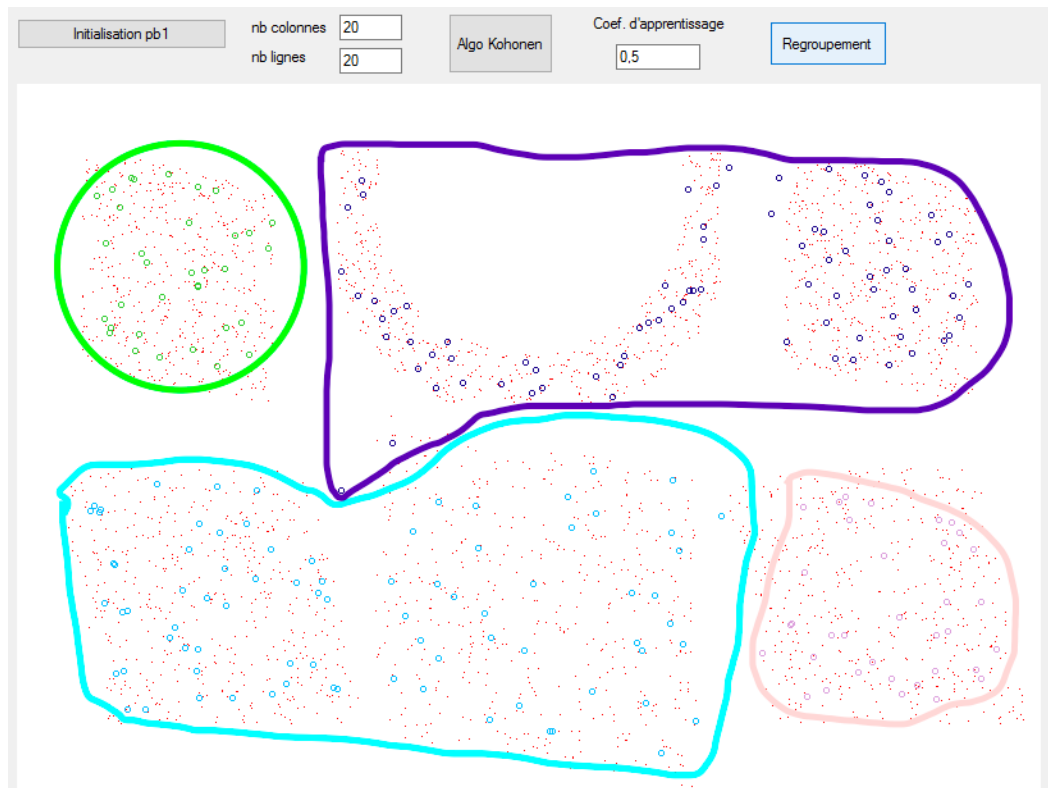 Initialisation pb1
nb colonnes 20
nb lignes 20
Algo Kohonen
Coef. d'apprentissage
0,5
Regroupement